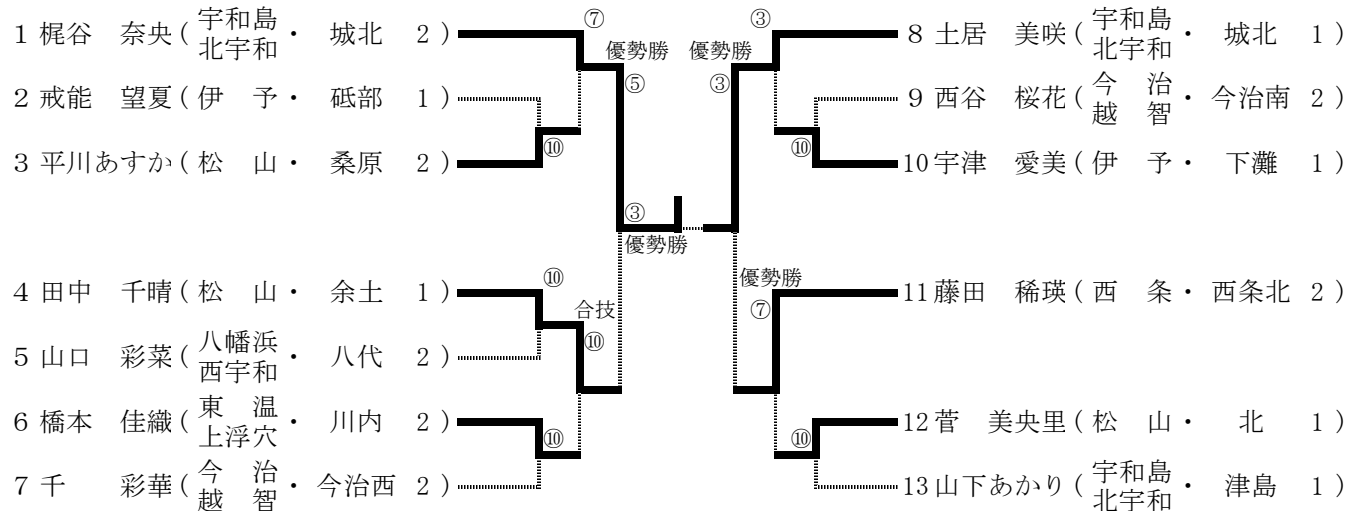 1 梶谷 奈央 ( 宇和島北宇和 ・ 城北 2 )
⑦
優勢勝
⑤
2 戒能 望夏 ( 伊 予 ・ 砥部 1 )
3 平川あすか ( 松 山 ・ 桑原 2 )
⑩
③
優勢勝
4 田中 千晴 ( 松 山 ・ 余土 1 )
⑩
合技
⑩
5 山口 彩菜 ( 八幡浜西宇和 ・ 八代 2 )
6 橋本 佳織 ( 東 温上浮穴 ・ 川内 2 )
⑩
7 千 彩華 ( 今 治越 智 ・ 今治西 2 )
③
優勢勝
③
8 土居 美咲 ( 宇和島北宇和 ・ 城北 1 )
9 西谷 桜花 ( 今 治越 智 ・ 今治南 2 )
⑩
10 宇津 愛美 ( 伊 予 ・ 下灘 1 )
優勢勝
⑦
11 藤田 稀瑛 ( 西 条 ・ 西条北 2 )
12 菅 美央里 ( 松 山 ・ 北 1 )
⑩
13 山下あかり ( 宇和島北宇和 ・ 津島 1 )